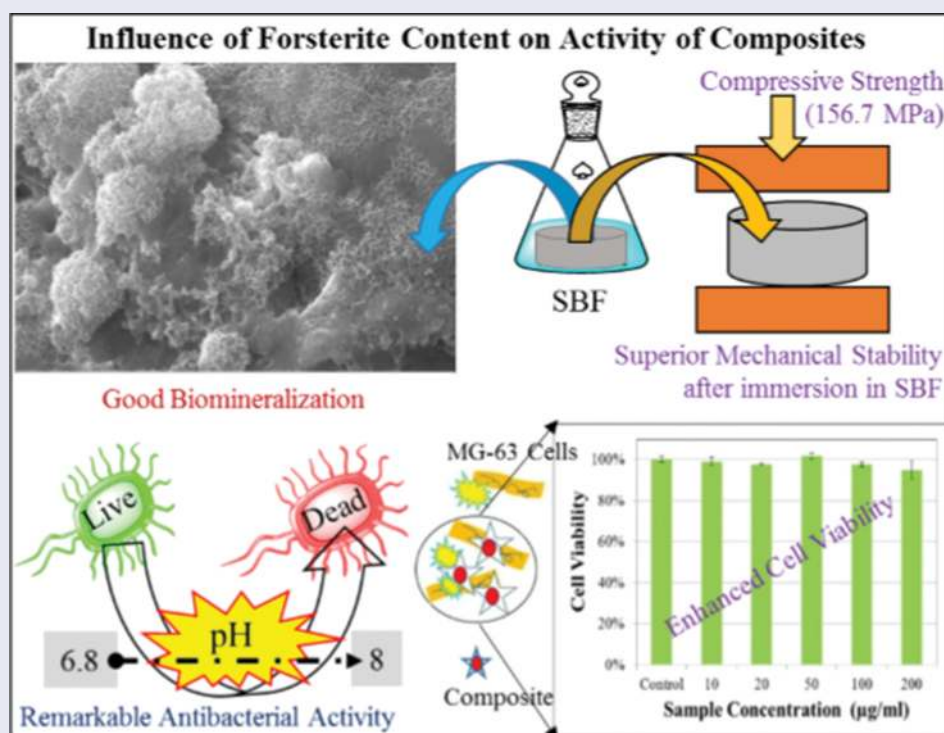 Influence of Forsterite Content on Activity of Composites
Compressive Strength
(156.7 MPa)
SBF
Superior Mechanical Stability
after immersion in SBF
Good Biomineralization
Live
Dead
pH
6.8
8
Remarkable Antibacterial Activity
MG-63 Cells
Composite
Cell Viability
100%
80%
60%
40%
20%
0%
Enhanced Cell Viability
Control 10 20 50 100 200
Sample Concentration (µg/ml)